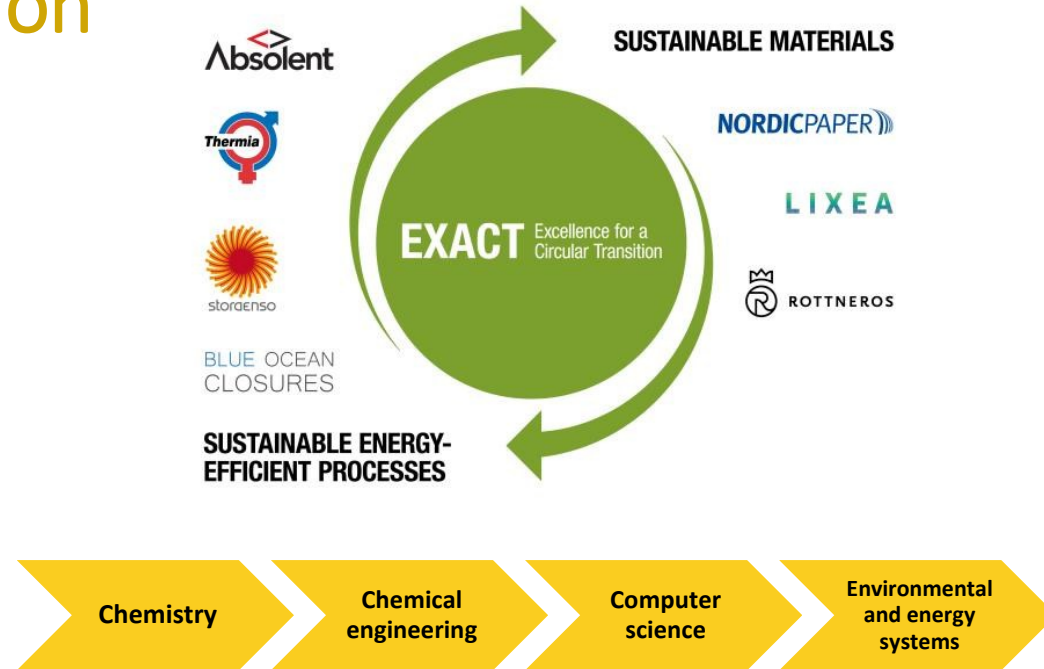 on
Absolent
SUSTAINABLE MATERIALS
Thermia
NORDICPAPER
LIXEA
EXACT Excellence for a
Circular Transition
storaenso
R ROTTNEROS
BLUE OCEAN
CLOSURES
SUSTAINABLE ENERGY-
EFFICIENT PROCESSES
Chemistry
Chemical
engineering
Computer
science
Environmental
and energy
systems